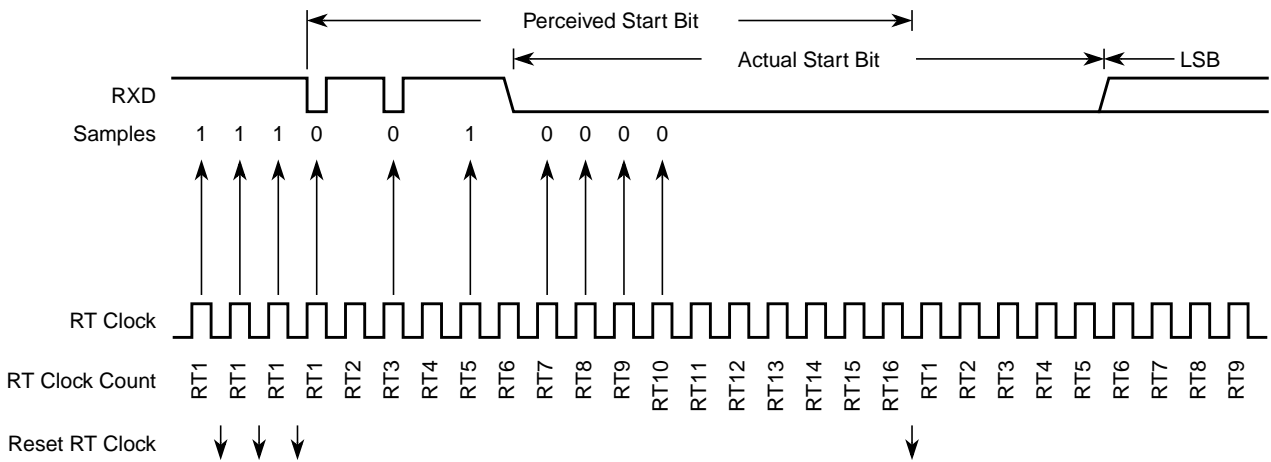 Perceived Start Bit
Actual Start Bit
LSB
RXD
Samples 1 1 1 0 0 1 0 0 0 0
RT Clock
RT Clock Count RT1 RT1 RT1 RT1 RT2 RT3 RT4 RT5 RT6 RT7 RT8 RT9 RT10 RT11 RT12 RT13 RT14 RT15 RT16 RT1 RT2 RT3 RT4 RT5 RT6 RT7 RT8 RT9
Reset RT Clock